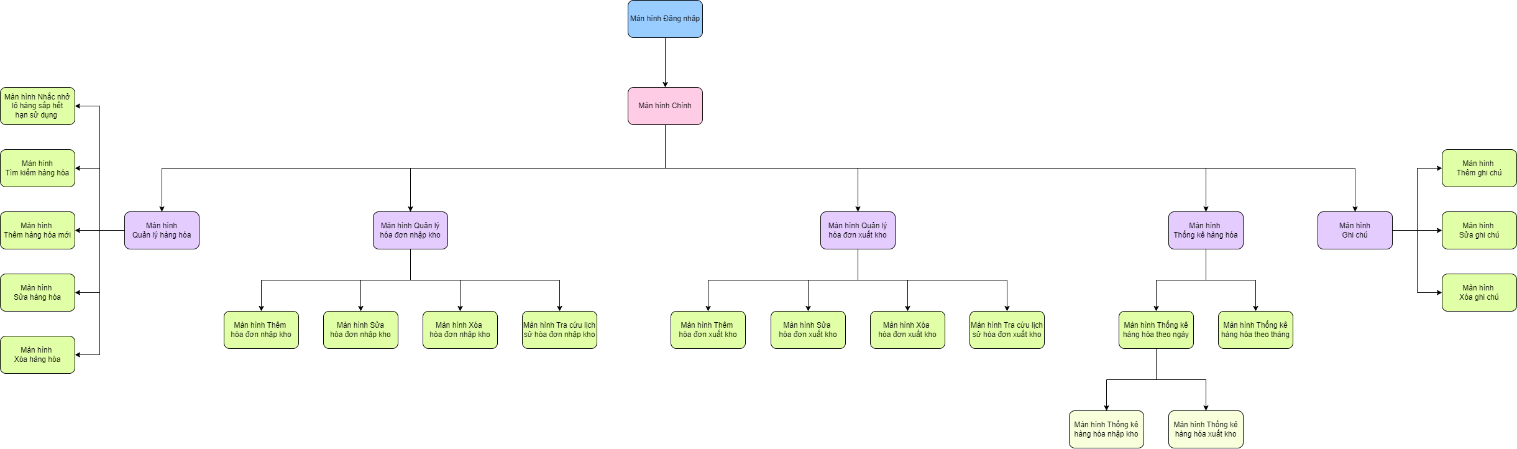 Màn hình Đăng nhập
Màn hình Chính
Màn hình Nhắc nhở
lô hàng sắp hết
hạn sử dụng
Màn hình
Tìm kiếm hàng hóa
Màn hình
Thêm hàng hóa mới
Màn hình
Sửa hàng hóa
Màn hình
Xóa hàng hóa
Màn hình
Quản lý hàng hóa
Màn hình Quản lý
hóa đơn nhập kho
Màn hình Thêm
hóa đơn nhập kho
Màn hình Sửa
hóa đơn nhập kho
Màn hình Xóa
hóa đơn nhập kho
Màn hình Tra cứu lịch
sử hóa đơn nhập kho
Màn hình Quản lý
hóa đơn xuất kho
Màn hình Thêm
hóa đơn xuất kho
Màn hình Sửa
hóa đơn xuất kho
Màn hình Xóa
hóa đơn xuất kho
Màn hình Tra cứu lịch
sử hóa đơn xuất kho
Màn hình
Thống kê hàng hóa
Màn hình Thống kê
hàng hóa theo ngày
Màn hình Thống kê
hàng hóa theo tháng
Màn hình Thống kê
hàng hóa nhập kho
Màn hình Thống kê
hàng hóa xuất kho
Màn hình
Ghi chú
Màn hình
Thêm ghi chú
Màn hình
Sửa ghi chú
Màn hình
Xóa ghi chú